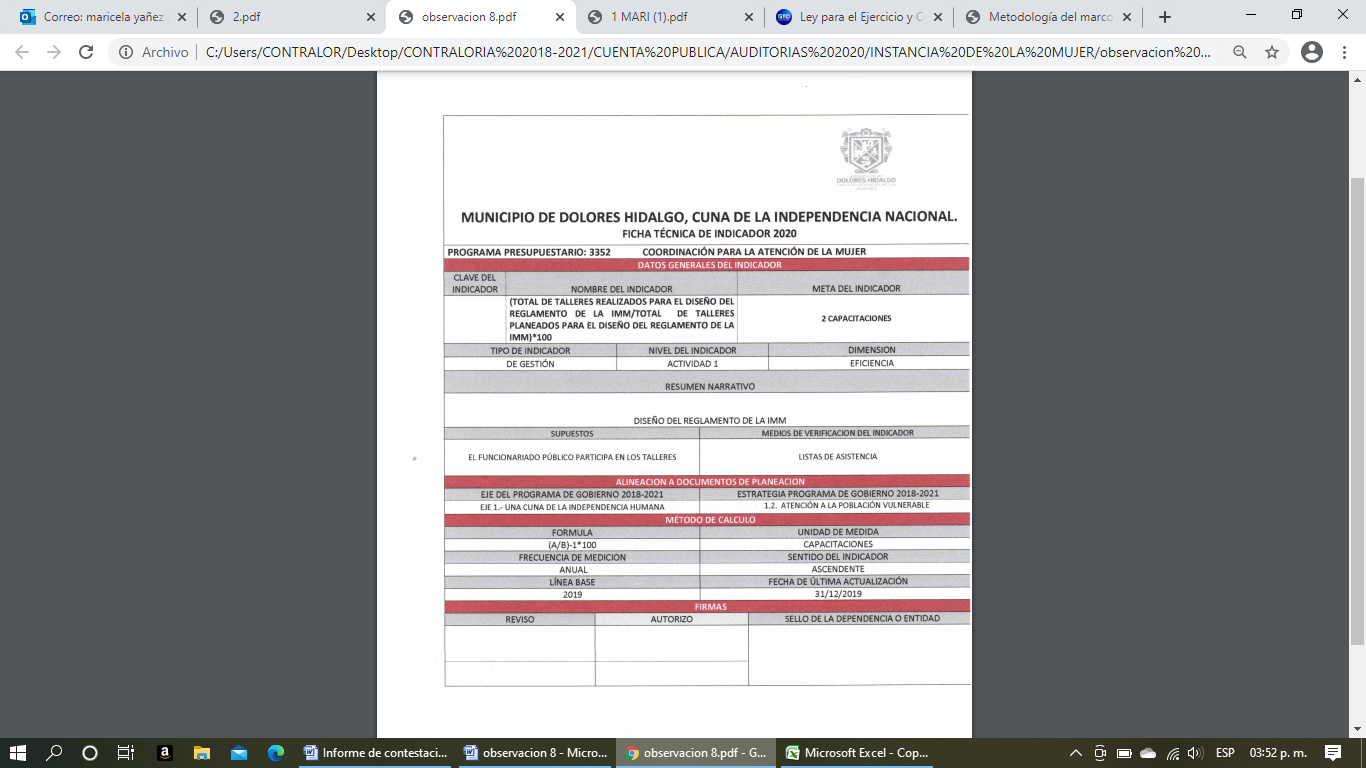 Correo: maricela yañez
2.pdf
observacion 8.pdf
1 MARI (1).pdf
Ley para el Ejercicio y C
Metodología del marco
Archivo
C:/Users/CONTRALOR/Desktop/CONTRALORIA%202018-2021/CUENTA%20PUBLICA/AUDITORIAS%202020/INSTANCIA%20DE%20LA%20MUJER/observacion%20...
DOLORES HIDALGO
MUNICIPIO DE DOLORES HIDALGO, CUNA DE LA INDEPENDENCIA NACIONAL.
FICHA TÉCNICA DE INDICADOR 2020
PROGRAMA PRESUPUESTARIO: 3352 COORDINACIÓN PARA LA ATENCIÓN DE LA MUJER
DATOS GENERALES DEL INDICADOR
CLAVE DEL
INDICADOR NOMBRE DEL INDICADOR META DEL INDICADOR
(TOTAL DE TALLERES REALIZADOS PARA EL DISEÑO DEL
REGLAMENTO DE LA IMM/TOTAL DE TALLERES
PLANEADOS PARA EL DISEÑO DEL REGLAMENTO DE LA
IMM)*100
2 CAPACITACIONES
TIPO DE INDICADOR NIVEL DEL INDICADOR DIMENSION
DE GESTIÓN ACTIVIDAD 1 EFICIENCIA
RESUMEN NARRATIVO
DISEÑO DEL REGLAMENTO DE LA IMM
SUPUESTOS MEDIOS DE VERIFICACION DEL INDICADOR
EL FUNCIONARIADO PÚBLICO PARTICIPA EN LOS TALLERES LISTAS DE ASISTENCIA
ALINEACION A DOCUMENTOS DE PLANEACION
EJE DEL PROGRAMA DE GOBIERNO 2018-2021 ESTRATEGIA PROGRAMA DE GOBIERNO 2018-2021
EJE 1.- UNA CUNA DE LA INDEPENDENCIA HUMANA 1.2. ATENCIÓN A LA POBLACIÓN VULNERABLE
MÉTODO DE CALCULO
FORMULA UNIDAD DE MEDIDA
(A/B)-1*100 CAPACITACIONES
FRECUENCIA DE MEDICION SENTIDO DEL INDICADOR
ANUAL ASCENDENTE
LÍNEA BASE FECHA DE ÚLTIMA ACTUALIZACIÓN
2019 31/12/2019
FIRMAS
REVISO AUTORIZO SELLO DE LA DEPENDENCIA O ENTIDAD
Informe de contestaci...
observacion 8 - Micro...
observacion 8.pdf - G...
Microsoft Excel - Cop...
ESP
03:52 p. m.